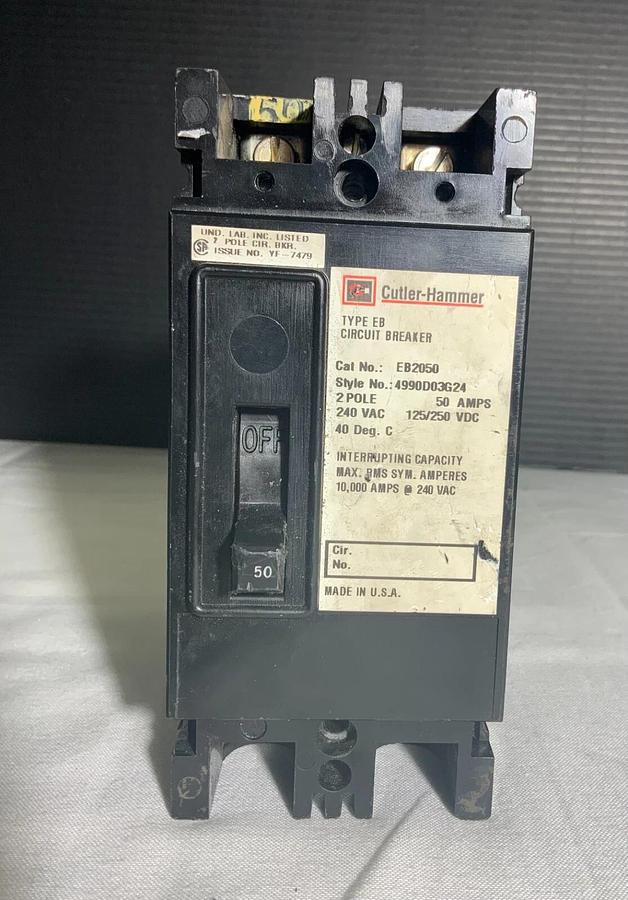 50
UND. LAB. INC. LISTED
2 POLE CIR. BKR.
ISSUE NO. YF-7479
Cutler-Hammer
TYPE EB
CIRCUIT BREAKER
Cat No.: EB2050
Style No.: 4990D03G24
2 POLE 50 AMPS
240 VAC 125/250 VDC
40 Deg. C
OFF
INTERRUPTING CAPACITY
MAX. RMS SYM. AMPERES
10,000 AMPS @ 240 VAC
Cir.
No.
50
MADE IN U.S.A.